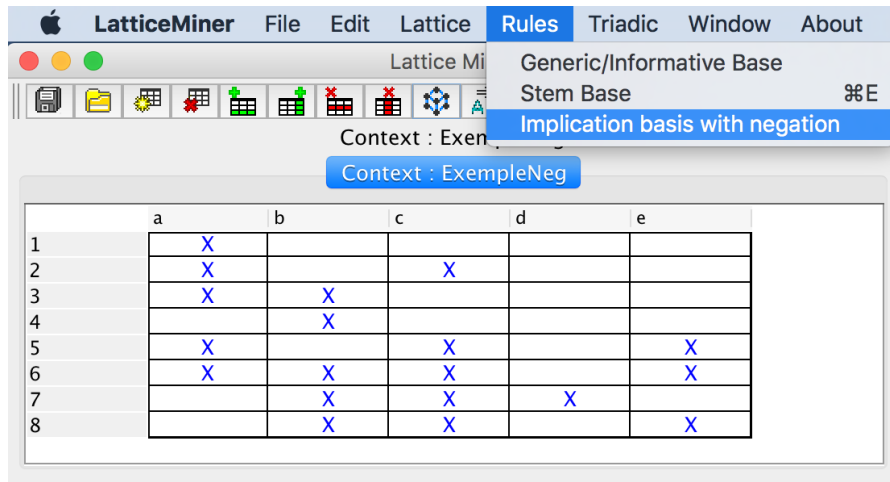 LatticeMiner File Edit Lattice Rules Triadic Window About
Lattice Mi
Generic/Informative Base
Stem Base ⌘E
Implication basis with negation
Context : Exem
Context : ExempleNeg
a b c d e
1 X
2 X X
3 X X
4 X
5 X X X
6 X X X X
7 X X X
8 X X X